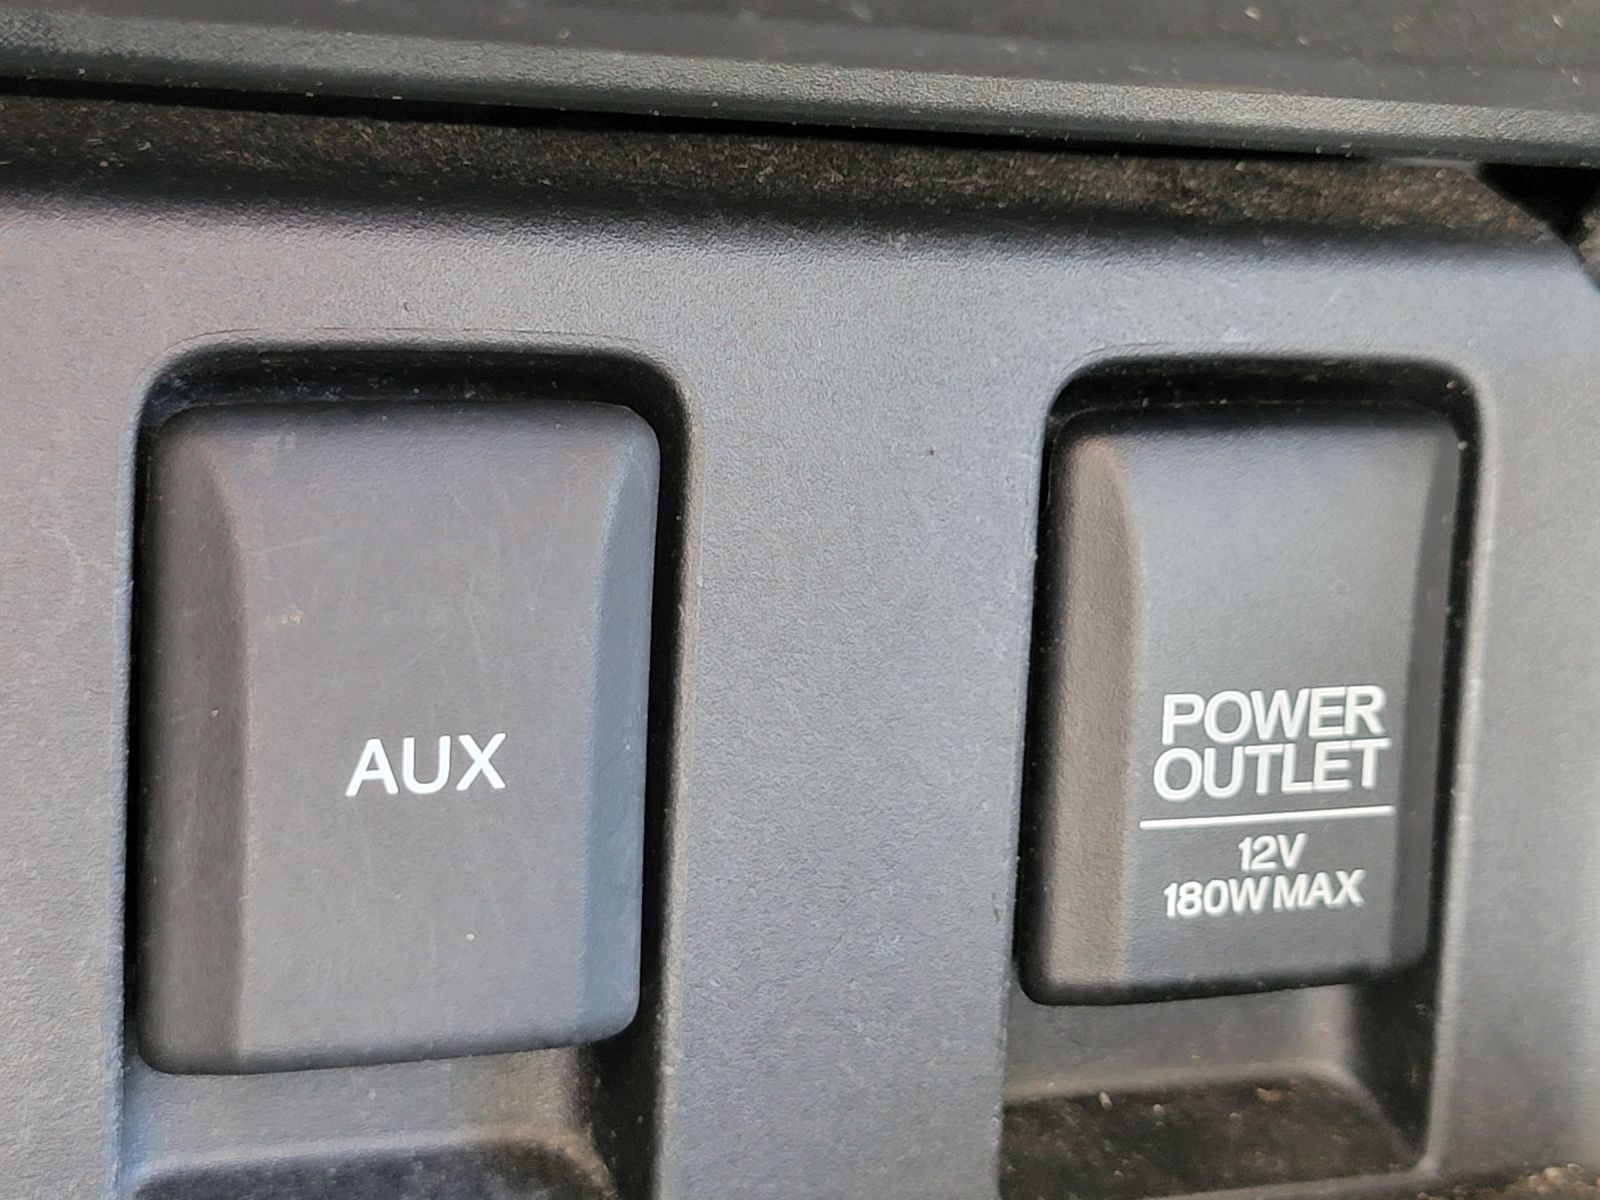 AUX
POWER
OUTLET
12V
180W MAX